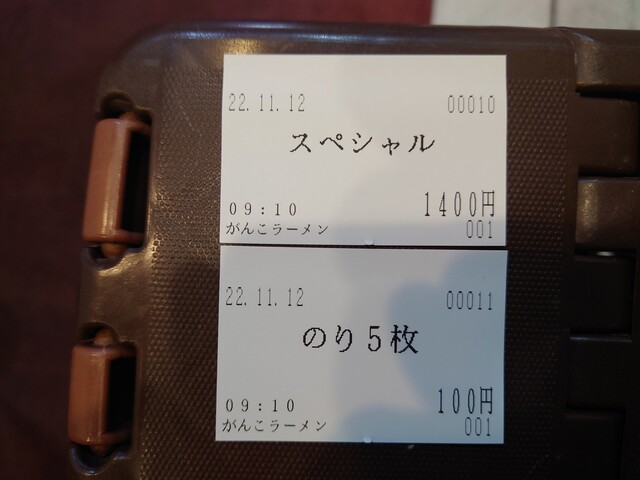 22.11.12 00010
スペシャル
09:10 1400円
がんこラーメン 001
22.11.12 00011
のり5枚
09:10 100円
がんこラーメン 001